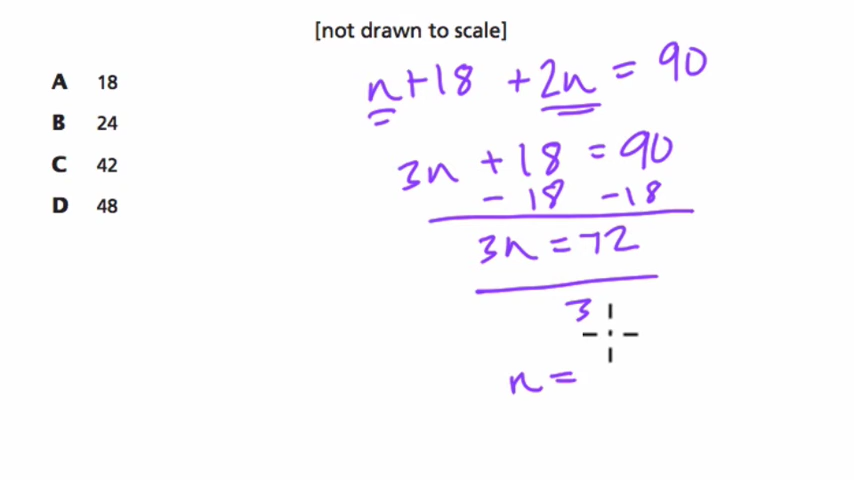 [not drawn to scale]
n+18 + 2n = 90
A 18
B 24
C 42
D 48
3n + 18 = 90
- 18 -18
3n = 72
3
n =